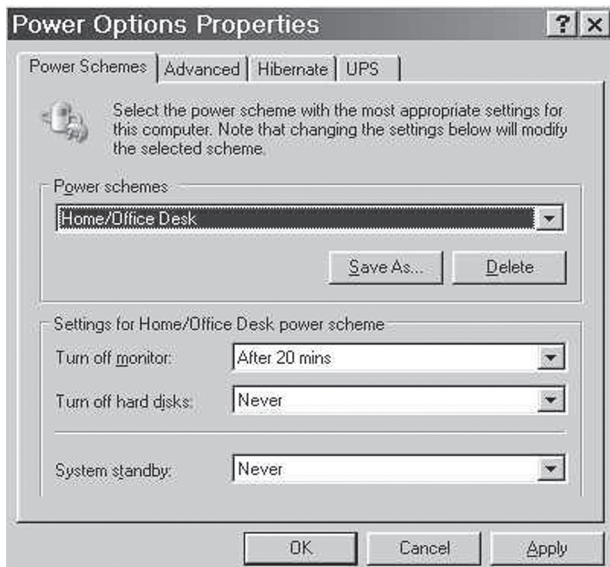 Power Options Properties
Power Schemes Advanced Hibernate UPS
Select the power scheme with the most appropriate settings for
this computer. Note that changing the settings below will modify
the selected scheme.
Power schemes
Home/Office Desk
Save As... Delete
Settings for Home/Office Desk power scheme
Turn off monitor: After 20 mins
Turn off hard disks: Never
System standby: Never
OK Cancel Apply